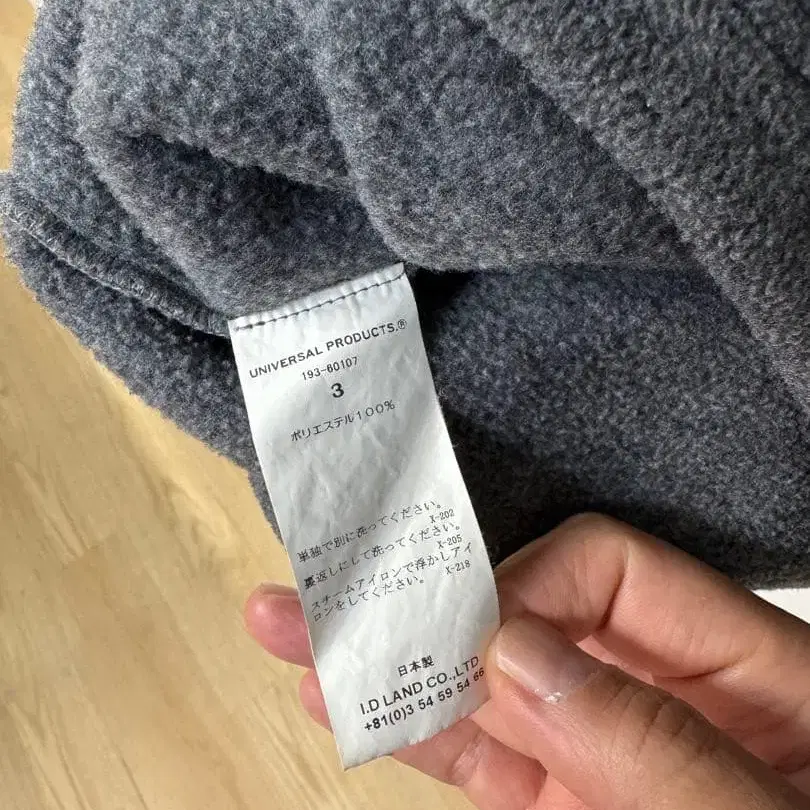 UNIVERSAL PRODUCTS.®
193-60107
3
ポリエステル100%
単独で別に洗ってください。
X-202
裏返しにして洗ってください。
X-205
スチームアイロンで浮かしアイ
ロンをしてください。 X-218
日本製
I.D LAND CO.,LTD
+81(0)3 54 59 54 66